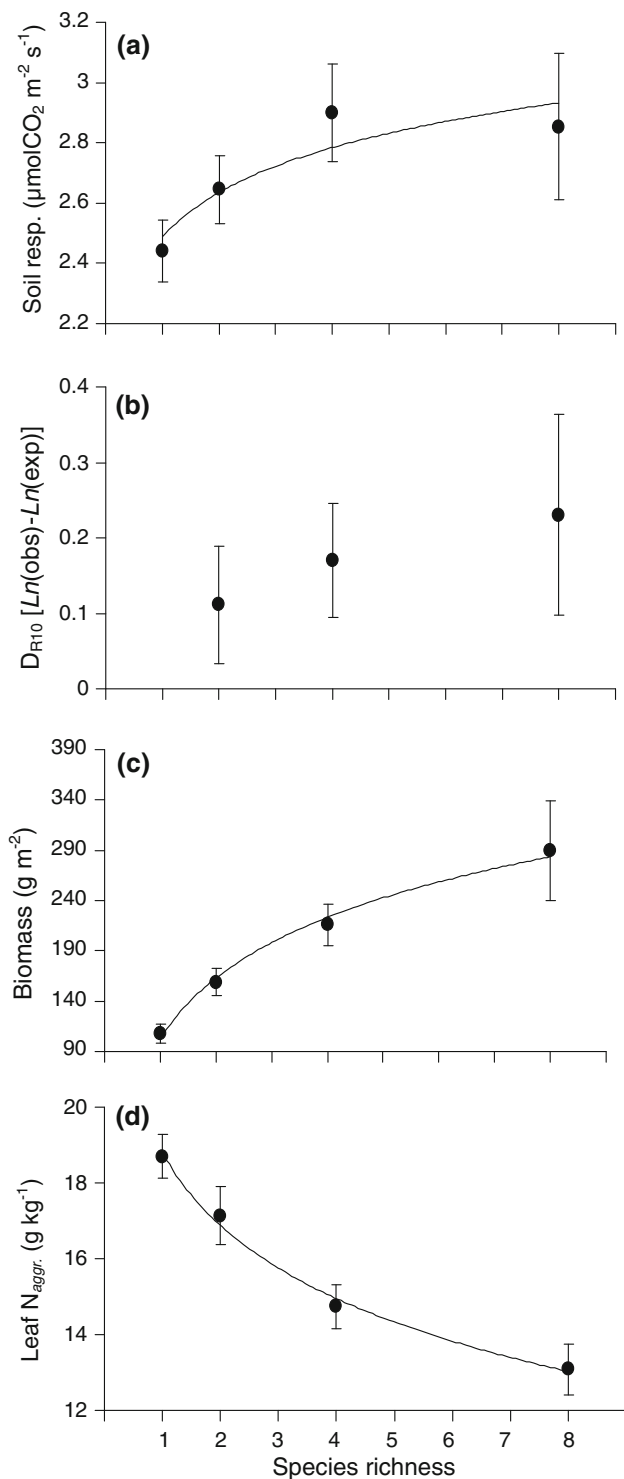 (a)
Soil resp. (µmolCO₂ m⁻² s⁻¹)
3.2
3
2.8
2.6
2.4
2.2
(b)
D_R10 [Ln(obs)-Ln(exp)]
0.4
0.3
0.2
0.1
0
(c)
Biomass (g m⁻²)
390
340
290
240
190
140
90
(d)
Leaf N_aggr. (g kg⁻¹)
20
18
16
14
12
1 2 3 4 5 6 7 8
Species richness